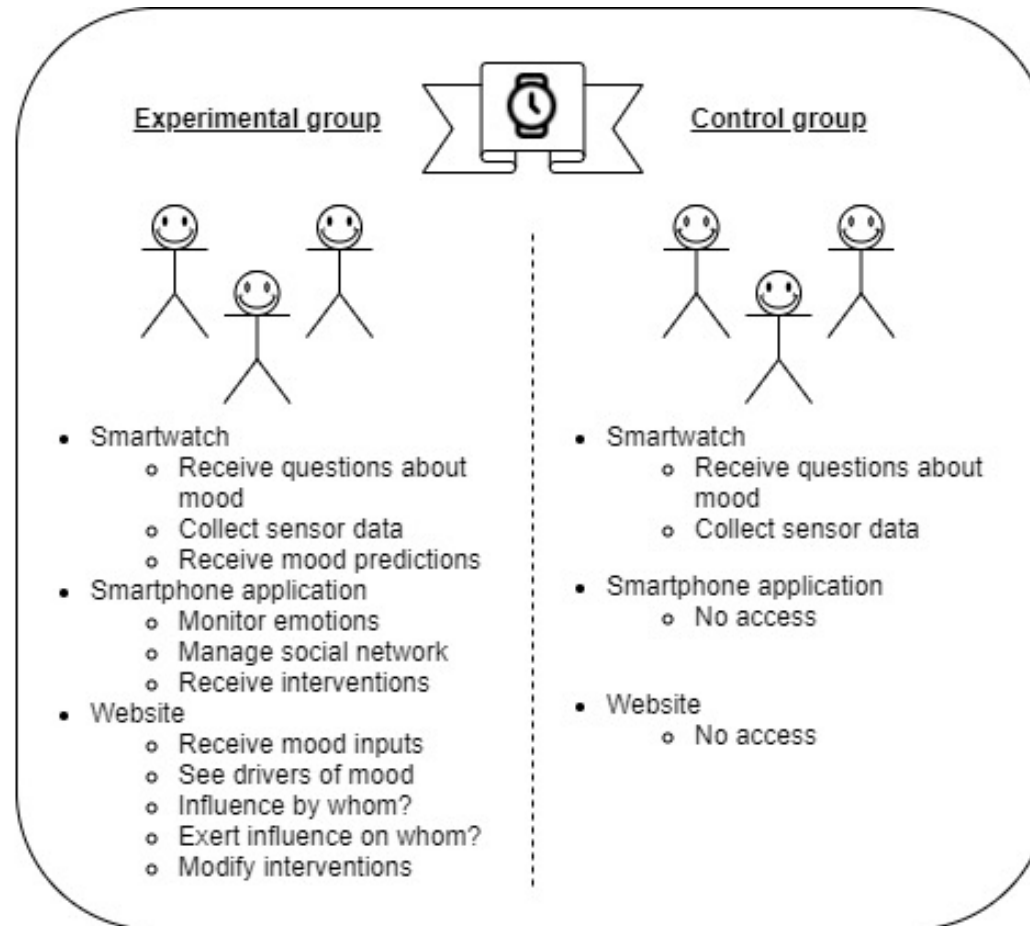 Experimental group
Control group
• Smartwatch
o Receive questions about
mood
o Collect sensor data
o Receive mood predictions
• Smartphone application
o Monitor emotions
o Manage social network
o Receive interventions
• Website
o Receive mood inputs
o See drivers of mood
o Influence by whom?
o Exert influence on whom?
o Modify interventions
• Smartwatch
o Receive questions about
mood
o Collect sensor data
• Smartphone application
o No access
• Website
o No access